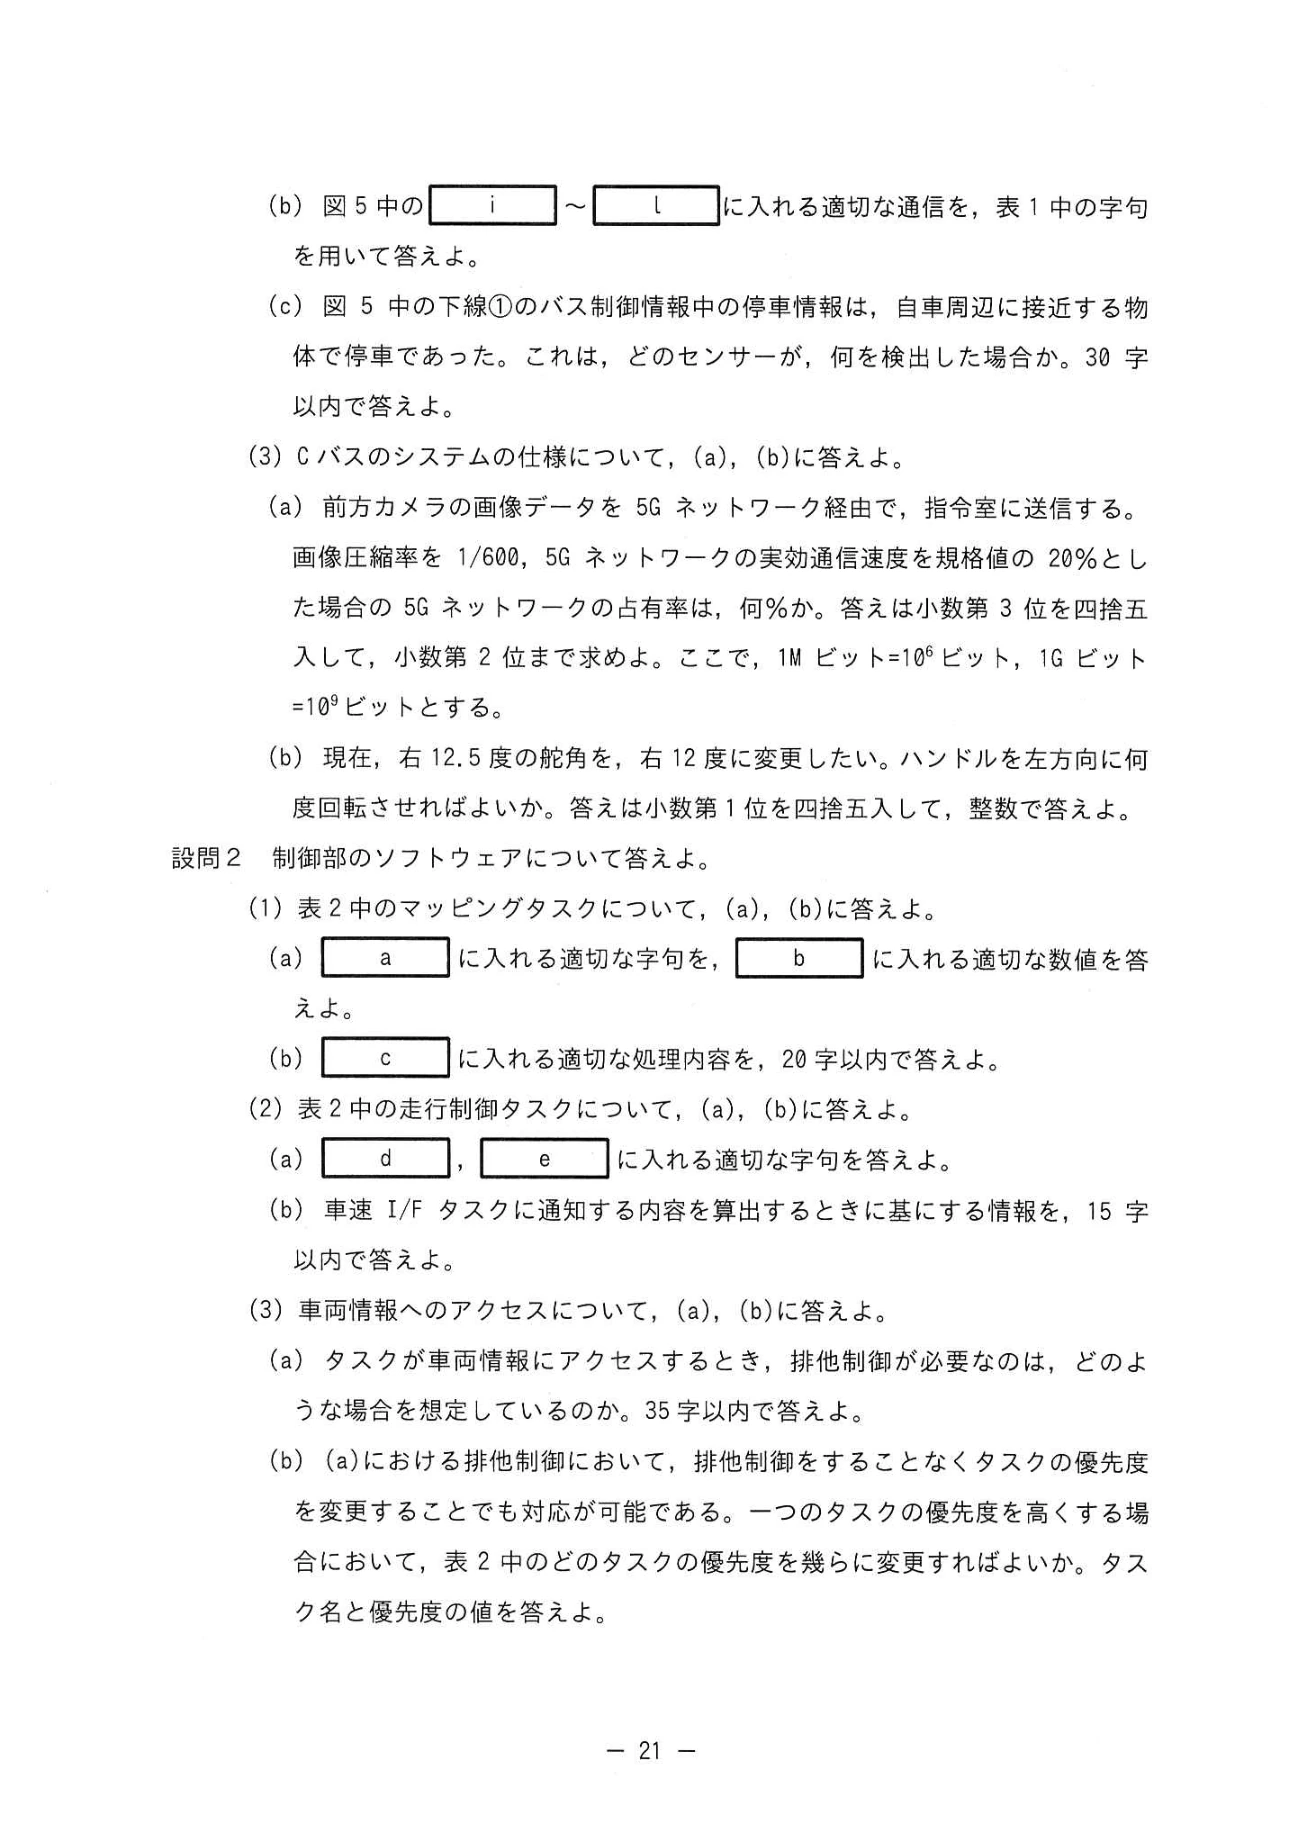 (b) 図5中の i ～ l に入れる適切な通信を，表1中の字句
を用いて答えよ。
(c) 図 5 中の下線①のバス制御情報中の停車情報は，自車周辺に接近する物
体で停車であった。これは，どのセンサーが，何を検出した場合か。30 字
以内で答えよ。
(3) C バスのシステムの仕様について，(a)，(b)に答えよ。
(a) 前方カメラの画像データを 5G ネットワーク経由で，指令室に送信する。
画像圧縮率を 1/600，5G ネットワークの実効通信速度を規格値の 20%とし
た場合の 5G ネットワークの占有率は，何%か。答えは小数第 3 位を四捨五
入して，小数第 2 位まで求めよ。ここで，1M ビット=10⁶ビット，1G ビット
=10⁹ビットとする。
(b) 現在，右12.5度の舵角を，右12度に変更したい。ハンドルを左方向に何
度回転させればよいか。答えは小数第1位を四捨五入して，整数で答えよ。
設問2 制御部のソフトウェアについて答えよ。
(1) 表2中のマッピングタスクについて，(a)，(b)に答えよ。
(a) a に入れる適切な字句を， b に入れる適切な数値を答
えよ。
(b) c に入れる適切な処理内容を，20字以内で答えよ。
(2) 表2中の走行制御タスクについて，(a)，(b)に答えよ。
(a) d ， e に入れる適切な字句を答えよ。
(b) 車速 I/F タスクに通知する内容を算出するときに基にする情報を，15 字
以内で答えよ。
(3) 車両情報へのアクセスについて，(a)，(b)に答えよ。
(a) タスクが車両情報にアクセスするとき，排他制御が必要なのは，どのよ
うな場合を想定しているのか。35字以内で答えよ。
(b) (a)における排他制御において，排他制御をすることなくタスクの優先度
を変更することでも対応が可能である。一つのタスクの優先度を高くする場
合において，表 2 中のどのタスクの優先度を幾らに変更すればよいか。タス
ク名と優先度の値を答えよ。
― 21 ―